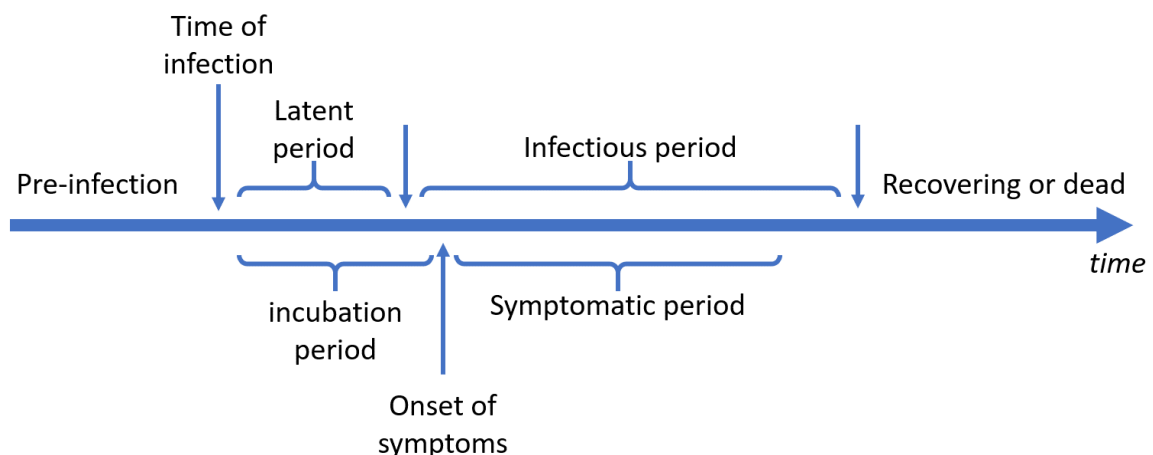 Time of
infection
Latent
period
Infectious period
Pre-infection
Recovering or dead
time
incubation
period
Symptomatic period
Onset of
symptoms